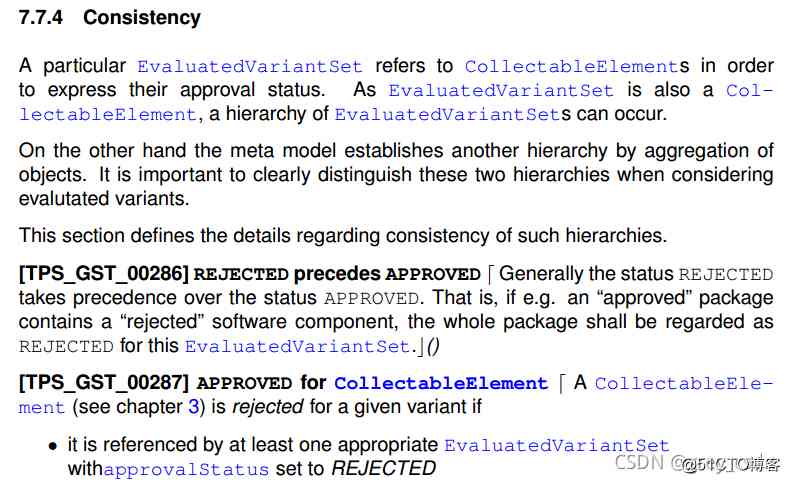 7.7.4 Consistency
A particular EvaluatedVariantSet refers to CollectableElements in order
to express their approval status. As EvaluatedVariantSet is also a Col-
lectableElement, a hierarchy of EvaluatedVariantSets can occur.
On the other hand the meta model establishes another hierarchy by aggregation of
objects. It is important to clearly distinguish these two hierarchies when considering
evalutated variants.
This section defines the details regarding consistency of such hierarchies.
[TPS_GST_00286] REJECTED precedes APPROVED ⌈ Generally the status REJECTED
takes precedence over the status APPROVED. That is, if e.g. an “approved” package
contains a “rejected” software component, the whole package shall be regarded as
REJECTED for this EvaluatedVariantSet.⌋()
[TPS_GST_00287] APPROVED for CollectableElement ⌈ A CollectableEle-
ment (see chapter 3) is rejected for a given variant if
• it is referenced by at least one appropriate EvaluatedVariantSet
withapprovalStatus set to REJECTED
CSDN @51CTO博客